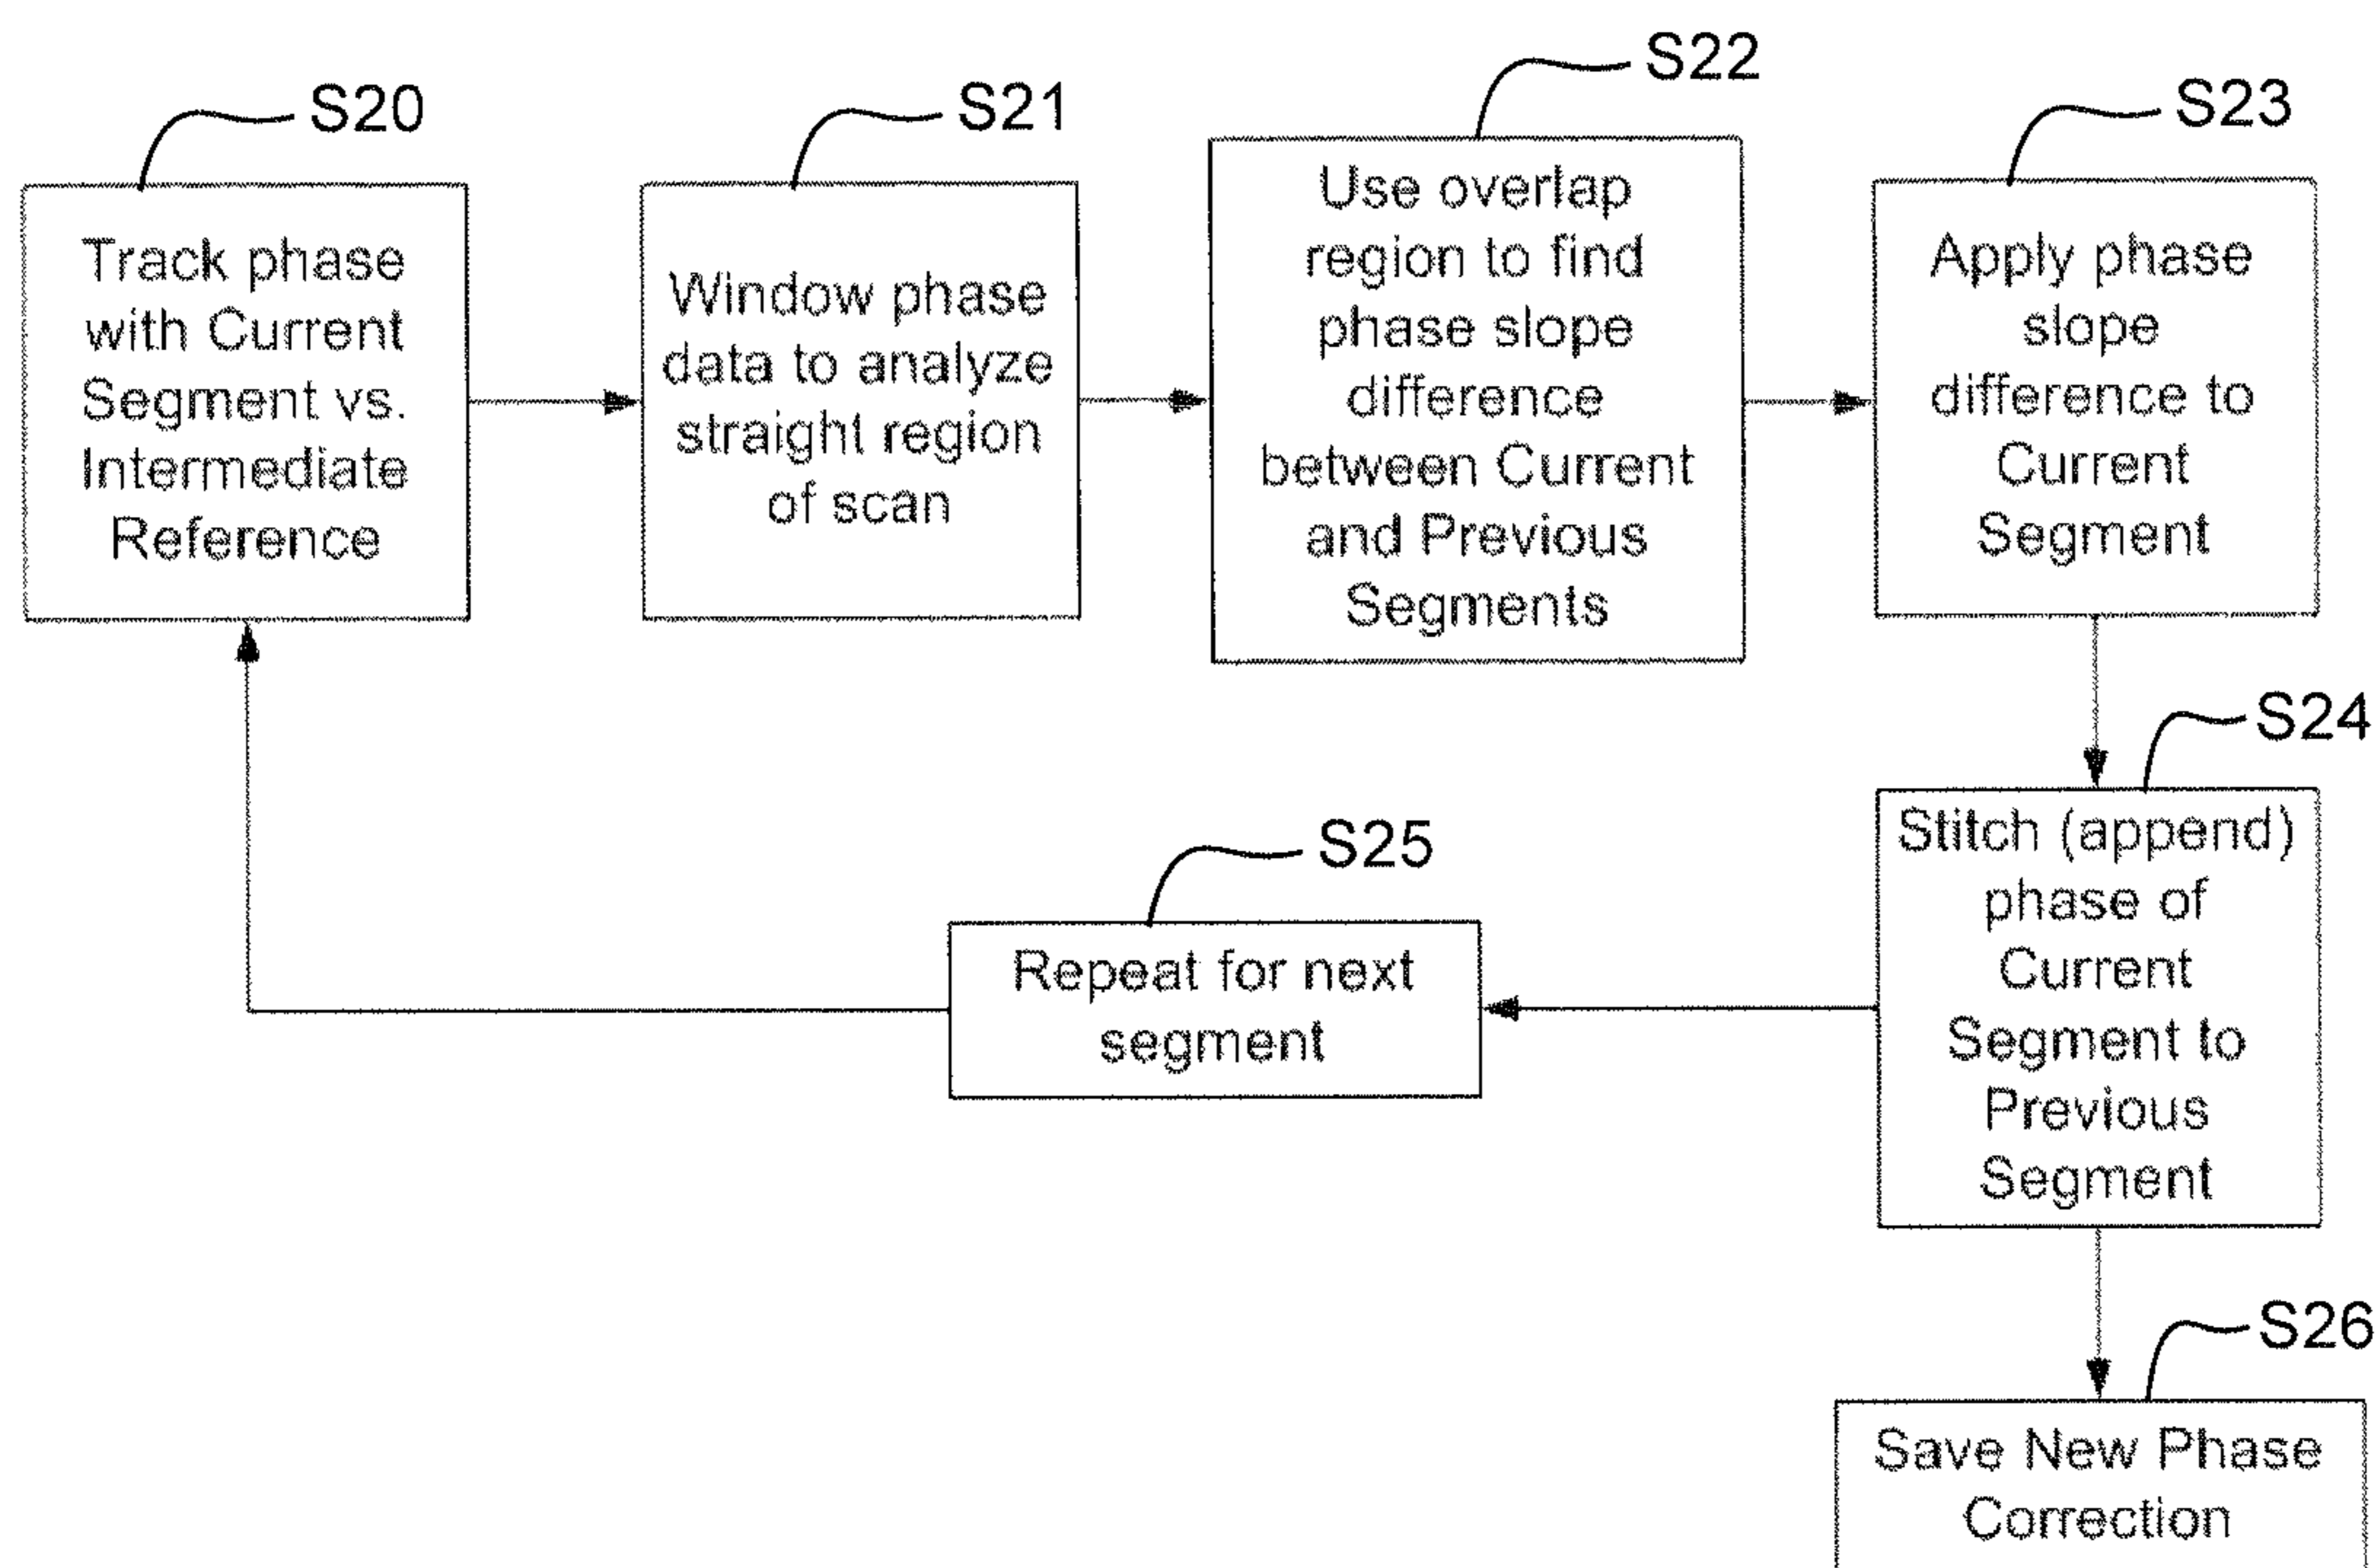 S20
Track phase
with Current
Segment vs.
Intermediate
Reference
S21
Window phase
data to analyze
straight region
of scan
S22
Use overlap
region to find
phase slope
difference
between Current
and Previous
Segments
S23
Apply phase
slope
difference to
Current
Segment
S24
Stitch (append)
phase of
Current
Segment to
Previous
Segment
S25
Repeat for next
segment
S26
Save New Phase
Correction